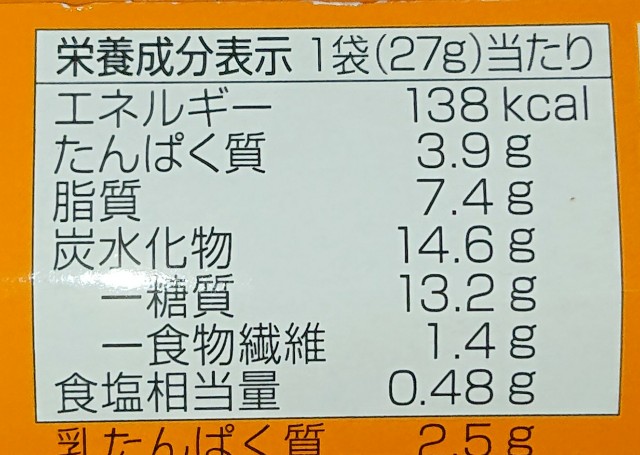 栄養成分表示 1袋(27g)当たり
エネルギー 138 kcal
たんぱく質 3.9 g
脂質 7.4 g
炭水化物 14.6 g
ー糖質 13.2 g
ー食物繊維 1.4 g
食塩相当量 0.48 g
乳たんぱく質 2.5 g